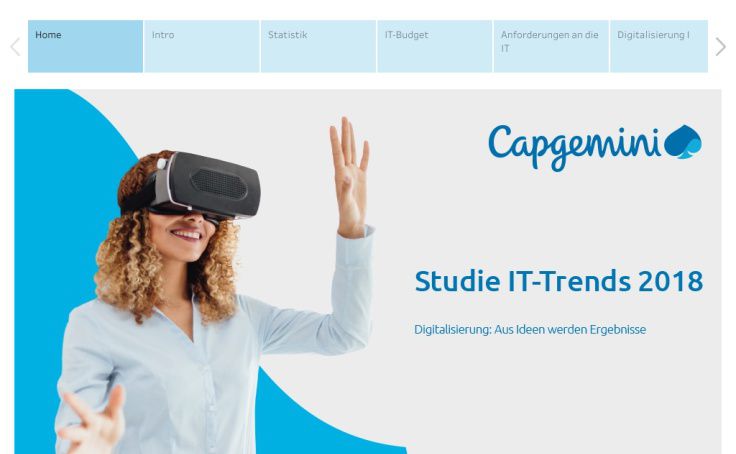 Home
Intro
Statistik
IT-Budget
Anforderungen an die
IT
Digitalisierung I
Capgemini
Studie IT-Trends 2018
Digitalisierung: Aus Ideen werden Ergebnisse